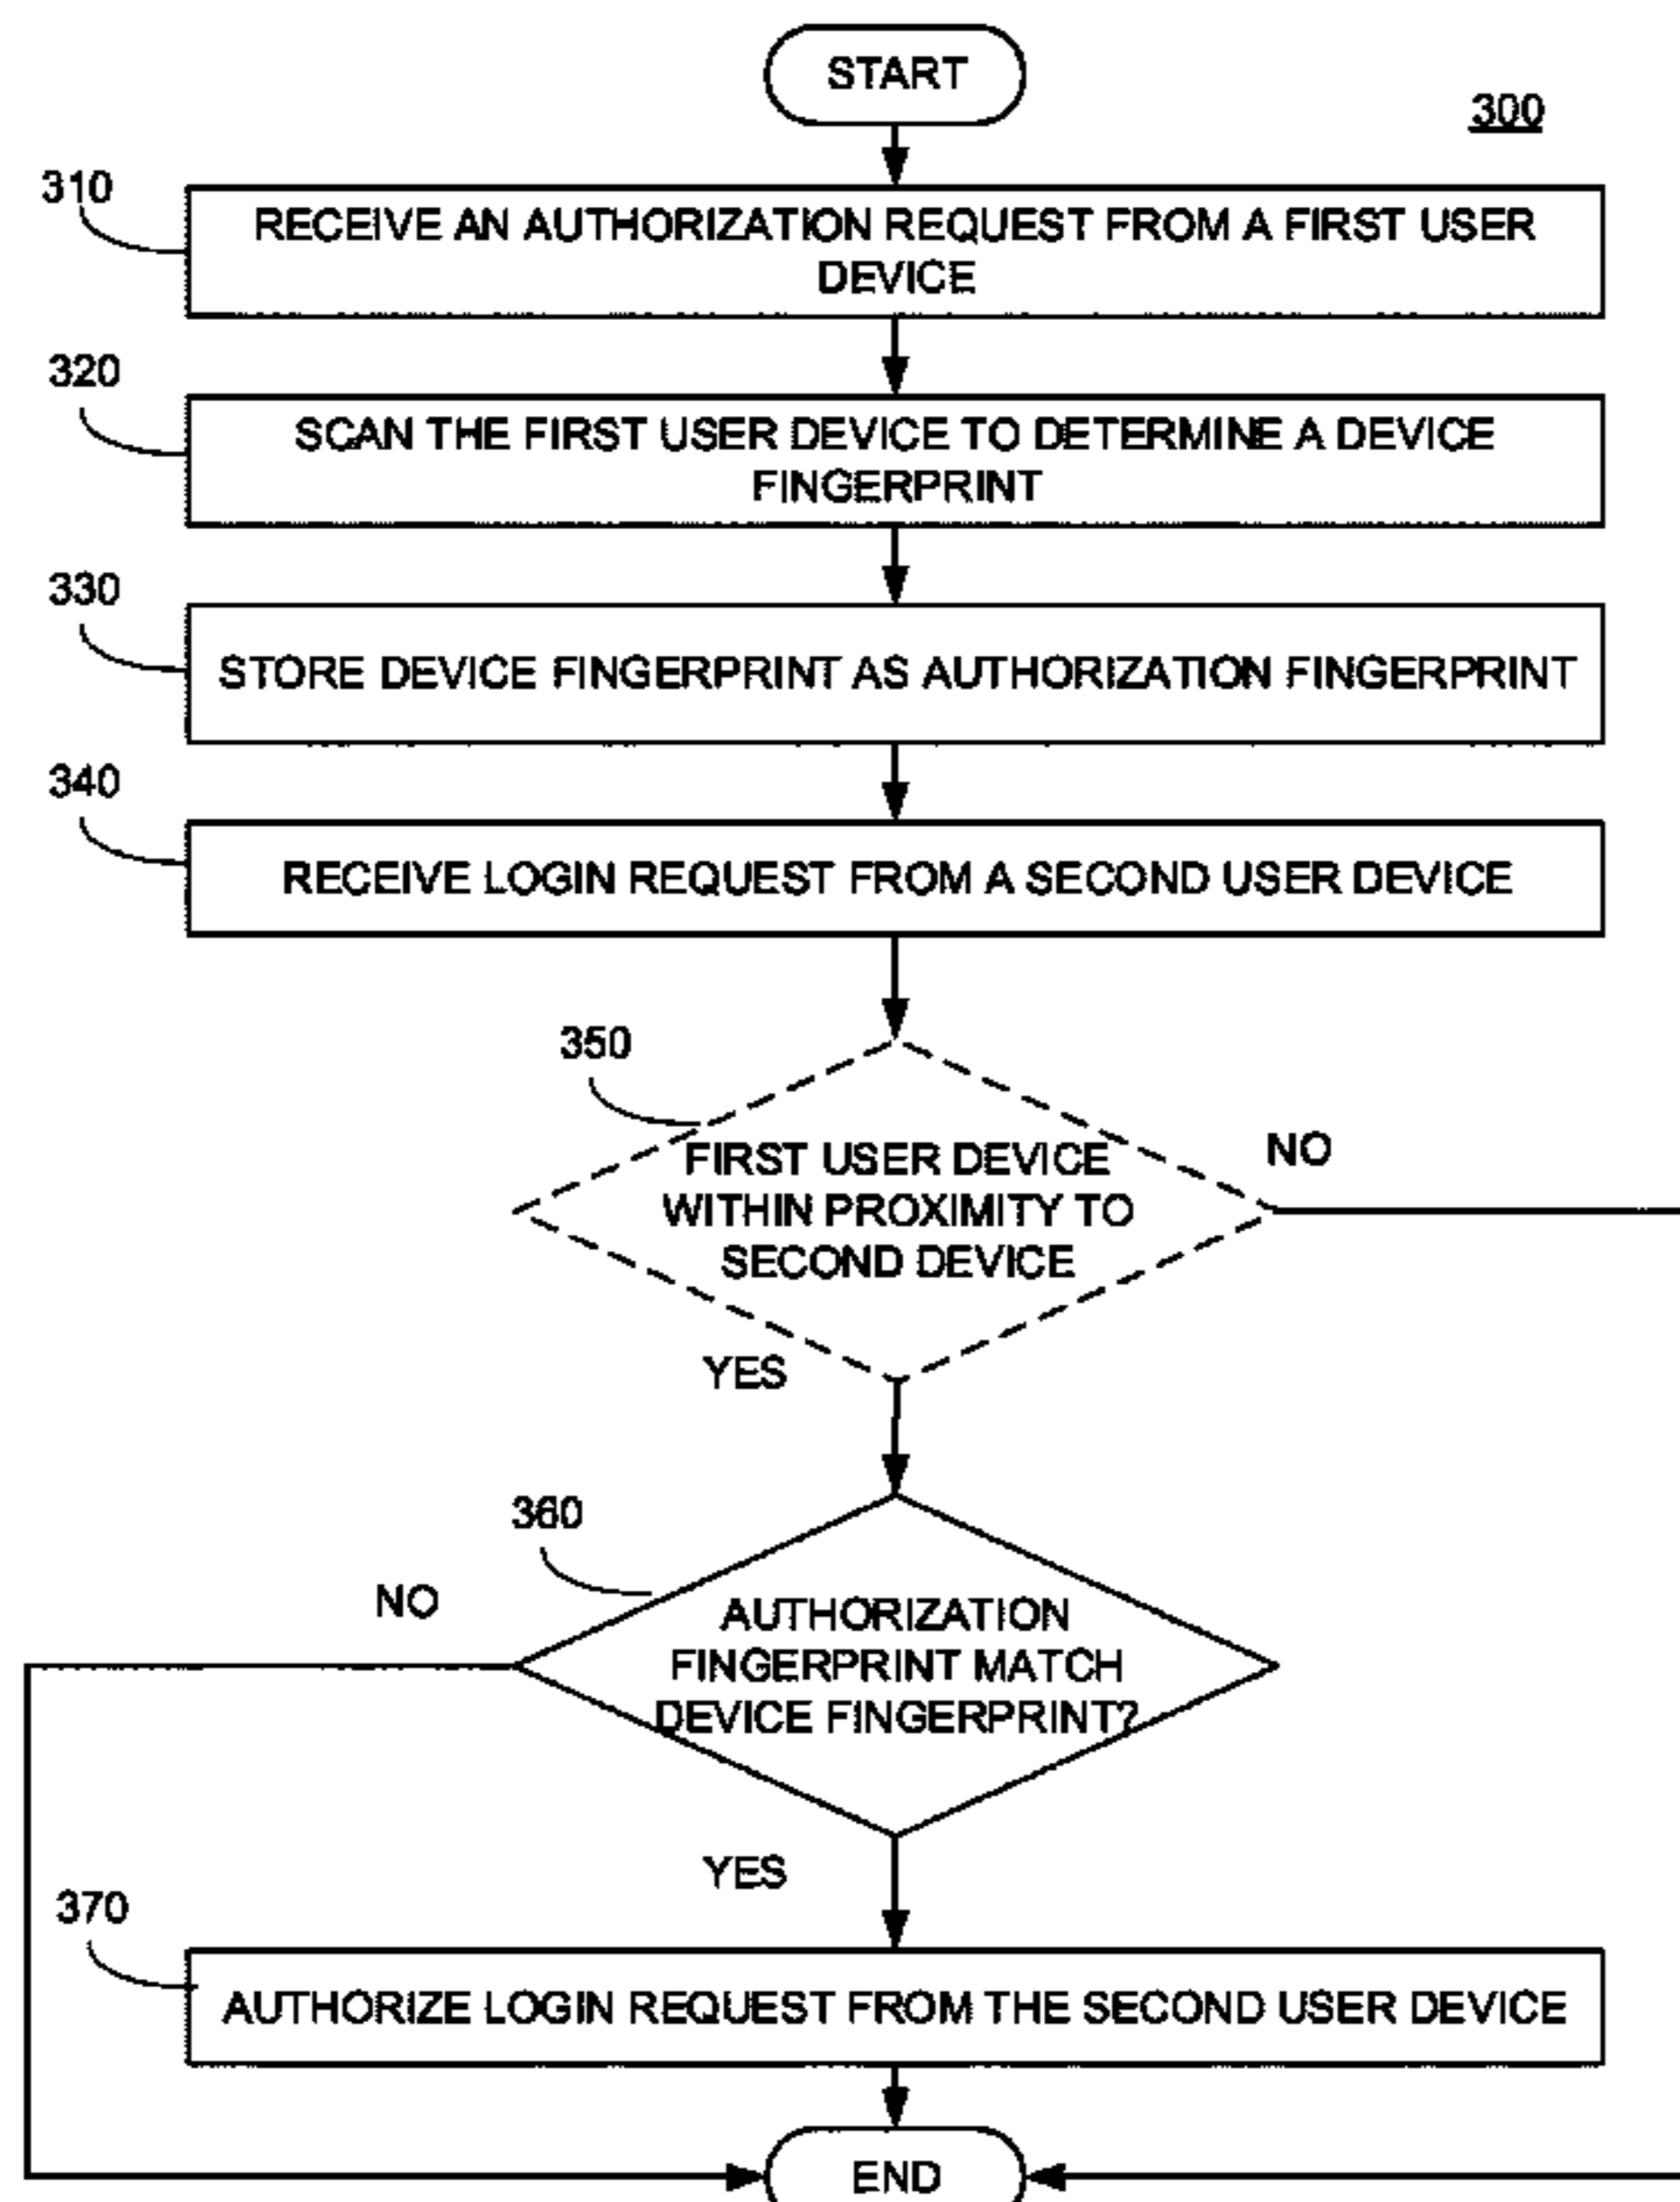 START
300
310
RECEIVE AN AUTHORIZATION REQUEST FROM A FIRST USER
DEVICE
320
SCAN THE FIRST USER DEVICE TO DETERMINE A DEVICE
FINGERPRINT
330
STORE DEVICE FINGERPRINT AS AUTHORIZATION FINGERPRINT
340
RECEIVE LOGIN REQUEST FROM A SECOND USER DEVICE
350
FIRST USER DEVICE
WITHIN PROXIMITY TO
SECOND DEVICE
NO
YES
360
NO
AUTHORIZATION
FINGERPRINT MATCH
DEVICE FINGERPRINT?
YES
370
AUTHORIZE LOGIN REQUEST FROM THE SECOND USER DEVICE
END